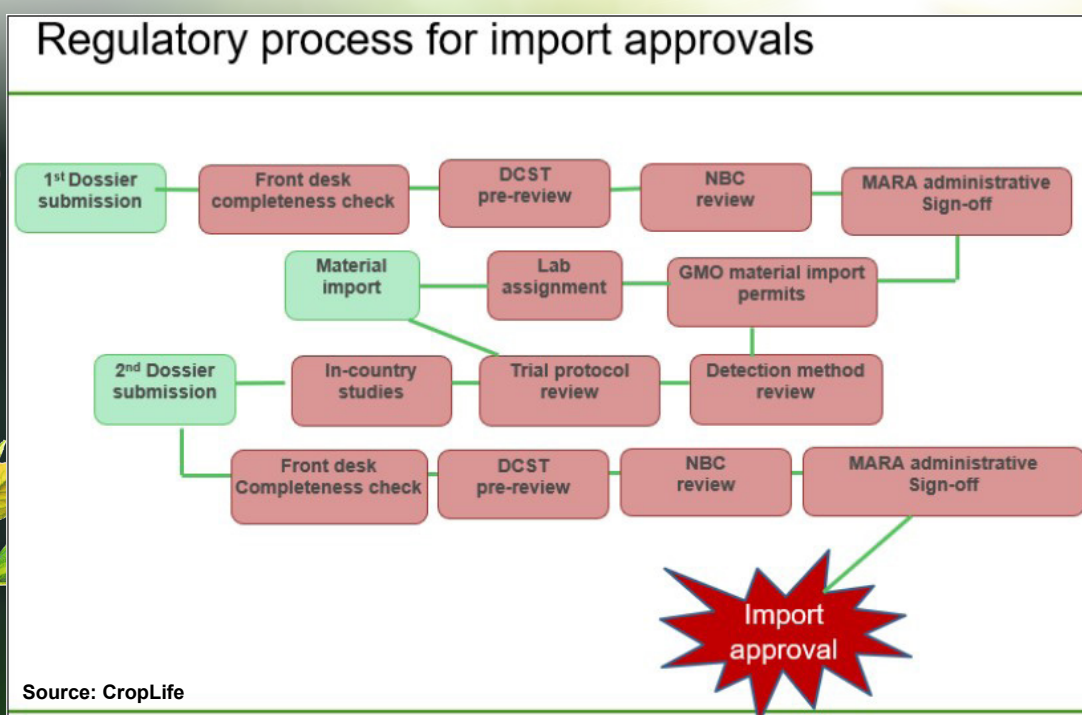 Regulatory process for import approvals
1st Dossier
submission
Front desk
completeness check
DCST
pre-review
NBC
review
MARA administrative
Sign-off
Material
import
Lab
assignment
GMO material import
permits
2nd Dossier
submission
In-country
studies
Trial protocol
review
Detection method
review
Front desk
Completeness check
DCST
pre-review
NBC
review
MARA administrative
Sign-off
Import
approval
Source: CropLife